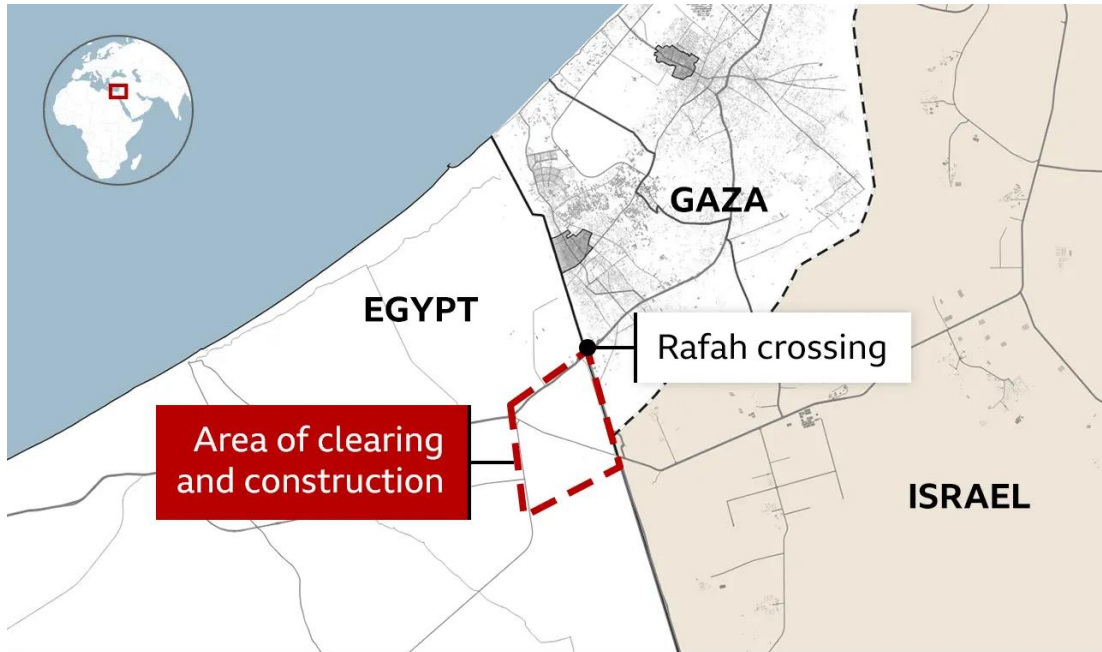 GAZA
EGYPT
Rafah crossing
Area of clearing
and construction
ISRAEL